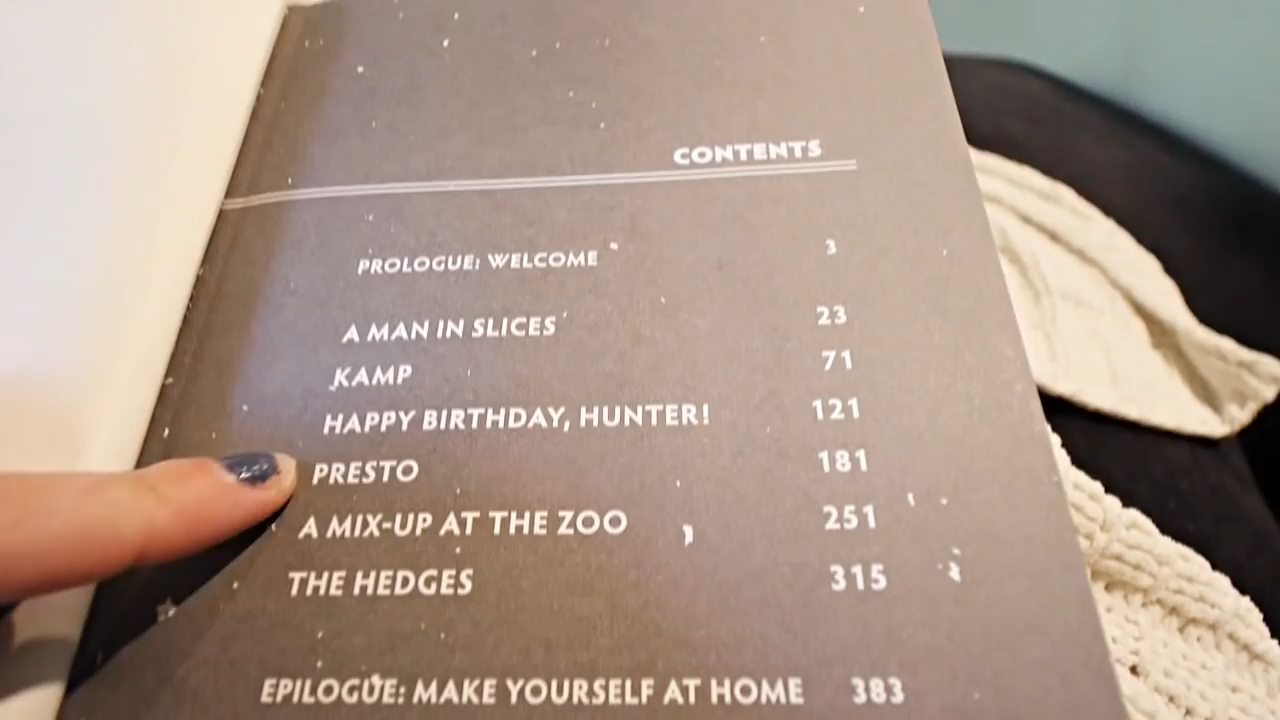 CONTENTS
PROLOGUE: WELCOME 3
A MAN IN SLICES 23
KAMP 71
HAPPY BIRTHDAY, HUNTER! 121
PRESTO 181
A MIX-UP AT THE ZOO 251
THE HEDGES 315
EPILOGUE: MAKE YOURSELF AT HOME 383